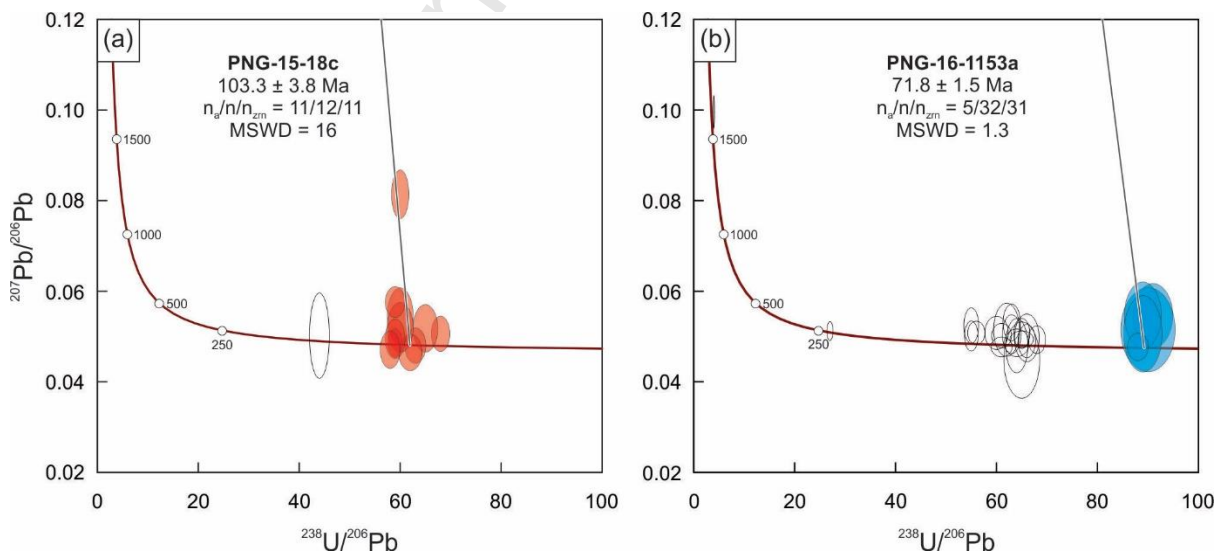 (a)
PNG-15-18c
103.3 ± 3.8 Ma
nₐ/n/n_zrn = 11/12/11
MSWD = 16
0.12
0.10
0.08
0.06
0.04
0.02
²⁰⁷Pb/²⁰⁶Pb
1500
1000
500
250
0
20
40
60
80
100
²³⁸U/²⁰⁶Pb
(b)
PNG-16-1153a
71.8 ± 1.5 Ma
nₐ/n/n_zrn = 5/32/31
MSWD = 1.3
0.12
0.10
0.08
0.06
0.04
0.02
1500
1000
500
250
0
20
40
60
80
100
²³⁸U/²⁰⁶Pb